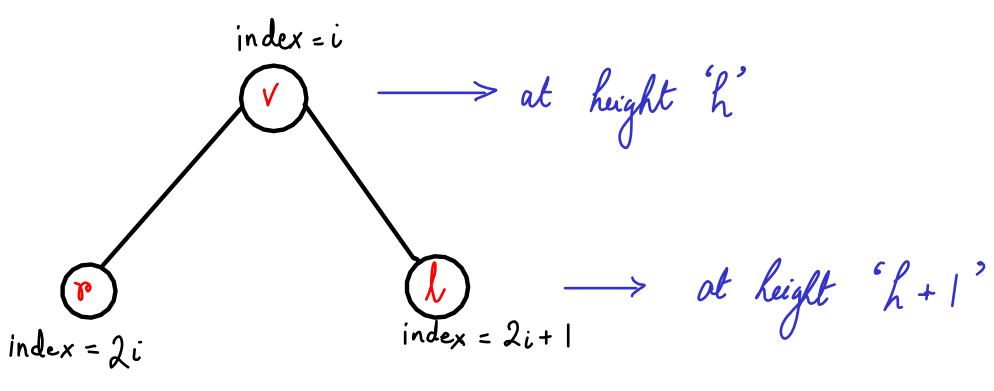 index = i
v
at height 'h'
r
l
at height 'h + 1'
index = 2i
index = 2i + 1